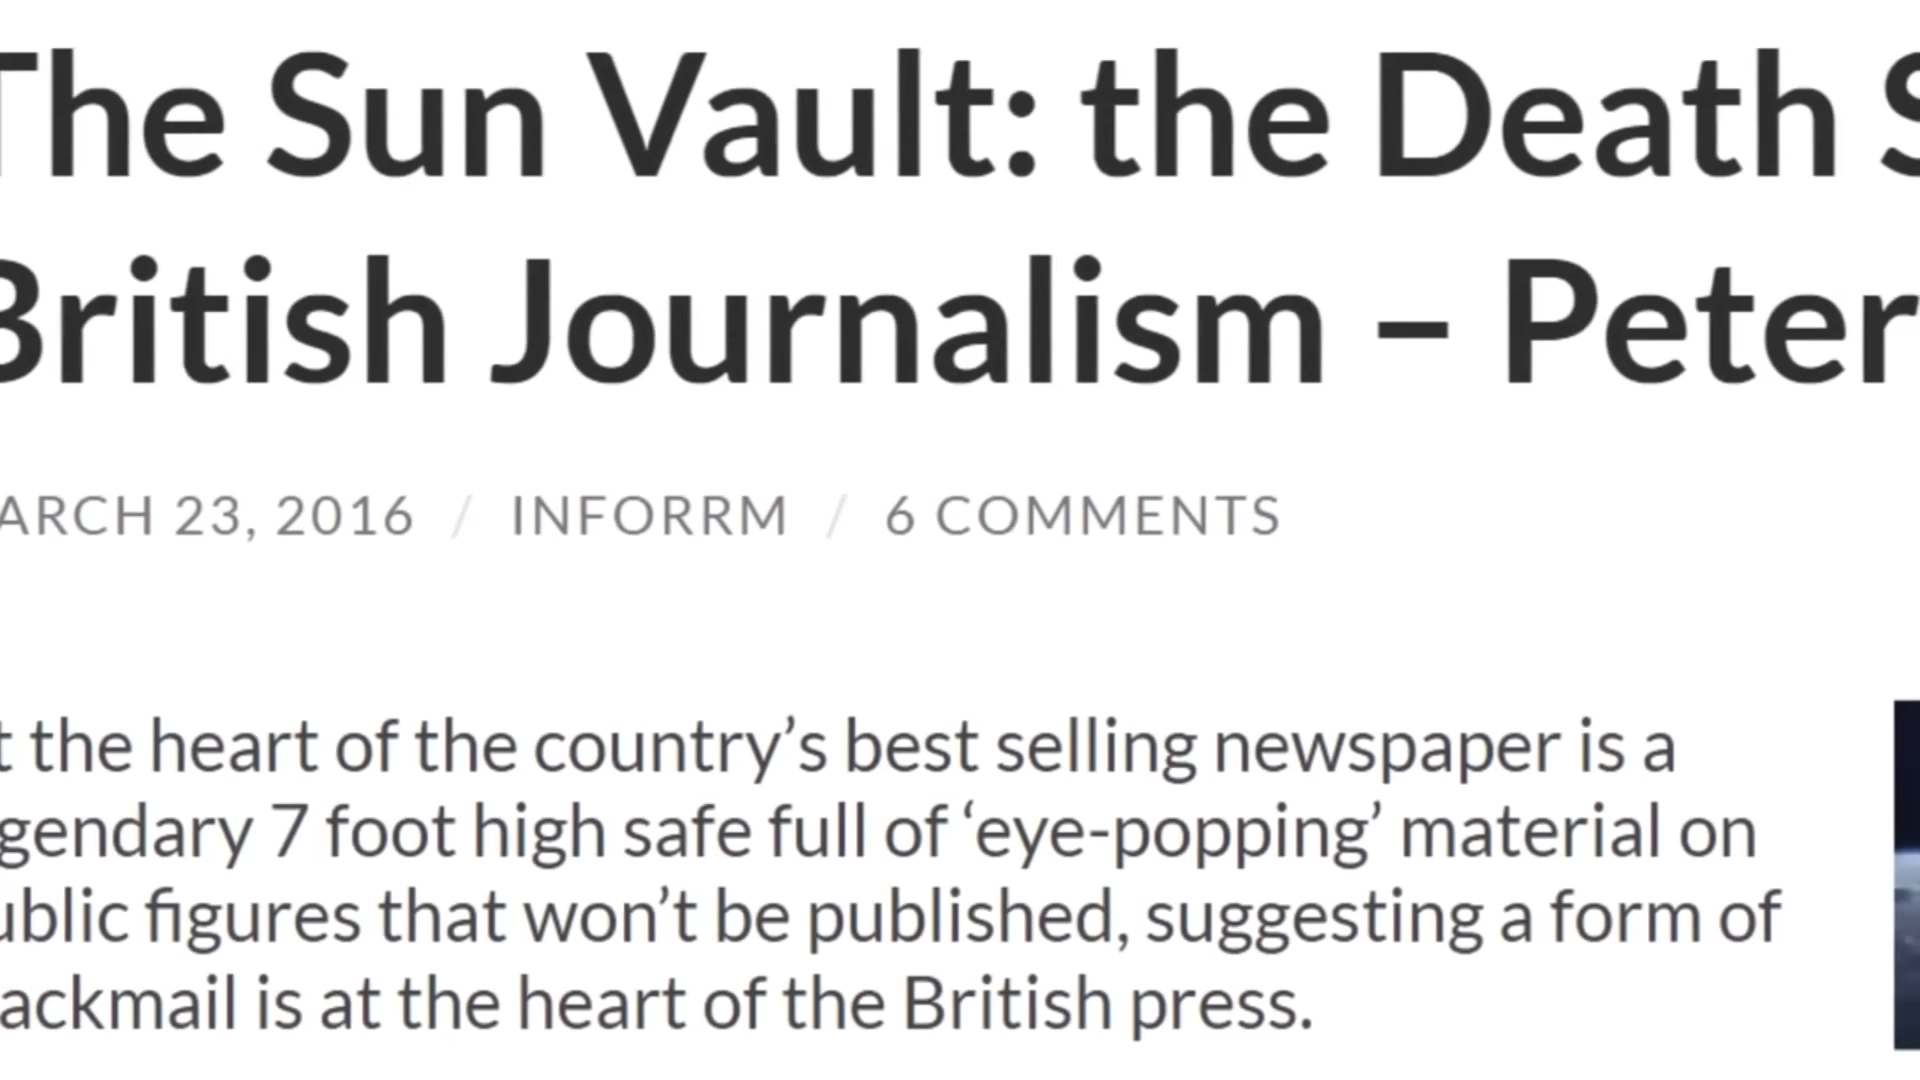 The Sun Vault: the Death S
British Journalism – Peter
ARCH 23, 2016 / INFORRM / 6 COMMENTS
t the heart of the country’s best selling newspaper is a
gendary 7 foot high safe full of ‘eye-popping’ material on
ublic figures that won’t be published, suggesting a form of
ackmail is at the heart of the British press.